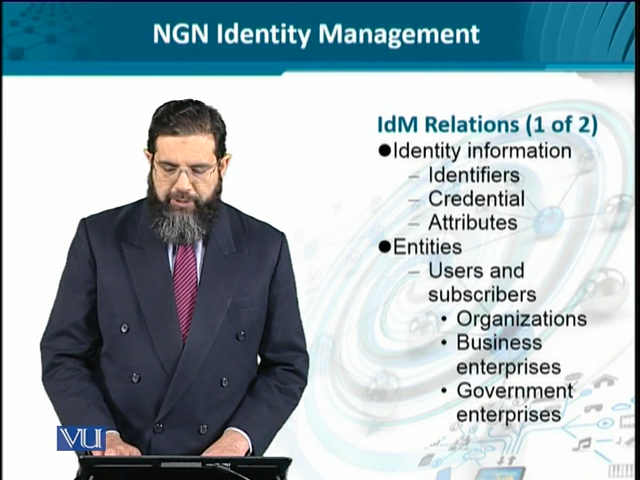 NGN Identity Management
IdM Relations (1 of 2)
●Identity information
– Identifiers
– Credential
– Attributes
●Entities
– Users and
subscribers
• Organizations
• Business
enterprises
• Government
enterprises
VU